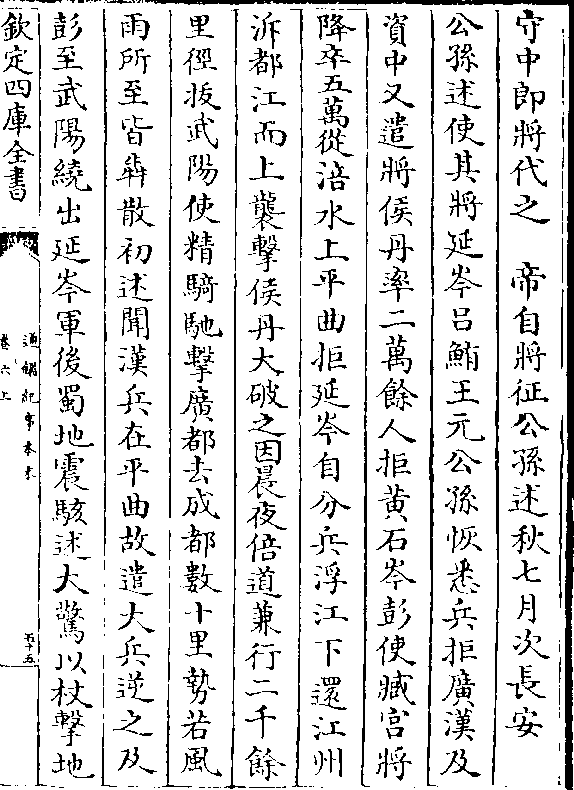 守中郎將代之　帝自將征公孫述秋七月次長安
公孫述使其將延岑呂鮪王元公孫恢悉兵拒廣漢及
資中又遣將侯丹率二萬餘人拒黄石岑彭使臧宫將
降卒五萬從涪水上平曲拒延岑自分兵浮江下還江州
泝都江而上襲擊侯丹大破之因晨夜倍道兼行二千餘
里徑拔武陽使精騎馳擊廣都去成都數十里勢若風
雨所至皆犇散初述聞漢兵在平曲故遣大兵逆之及
彭至武陽繞出延岑軍後蜀地震駭述大驚以杖擊地
欽定四庫全書
通鑑紀事本末
卷六上
五十五